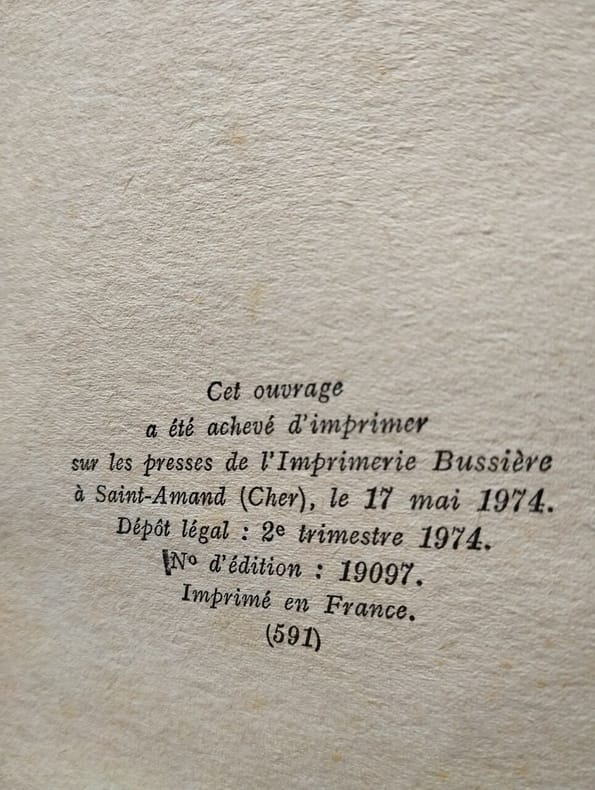 Cet ouvrage
a été achevé d'imprimer
sur les presses de l'Imprimerie Bussière
à Saint-Amand (Cher), le 17 mai 1974.
Dépôt légal : 2e trimestre 1974.
No d'édition : 19097.
Imprimé en France.
(591)